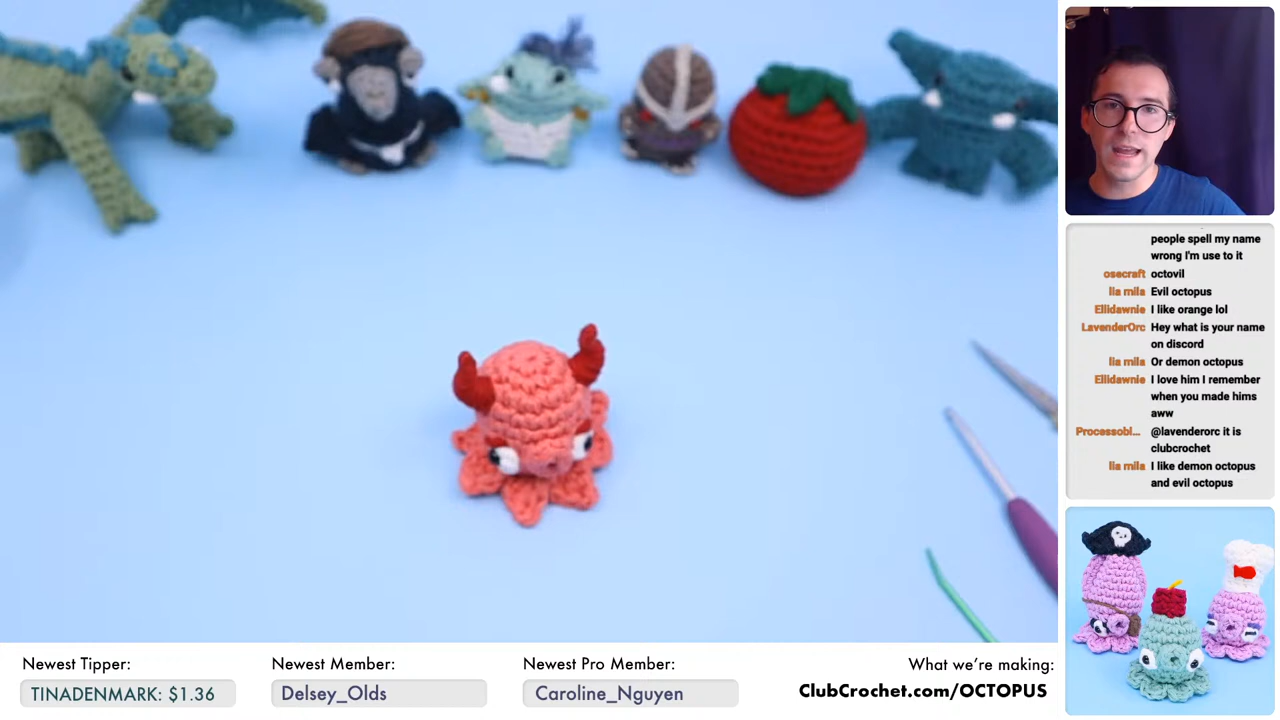 people spell my name
wrong I'm use to it
osecraft octovil
lia mila Evil octopus
Ellidawnie I like orange lol
LavenderOrc Hey what is your name
on discord
lia mila Or demon octopus
Ellidawnie I love him I remember
when you made hims
aww
Processobl... @lavenderorc it is
clubcrochet
lia mila I like demon octopus
and evil octopus
Newest Tipper:
TINADENMARK: $1.36
Newest Member:
Delsey_Olds
Newest Pro Member:
Caroline_Nguyen
What we're making:
ClubCrochet.com/OCTOPUS